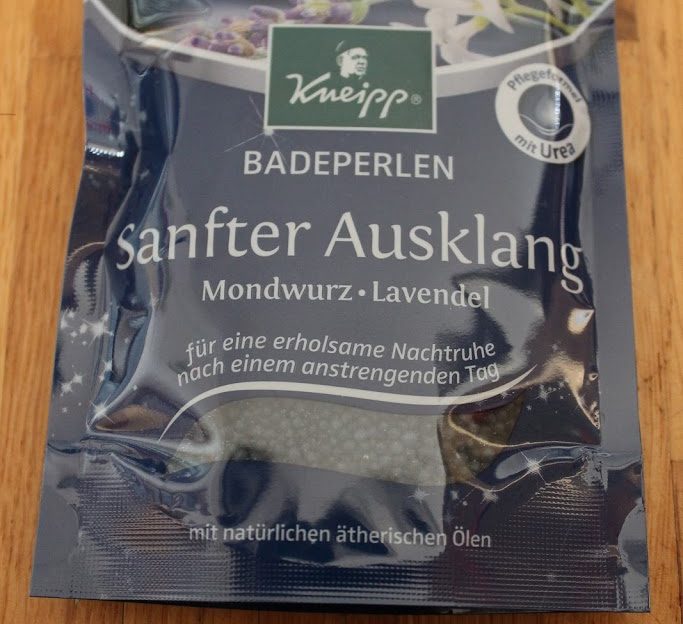 Kneipp®
Pflegeformel
mit Urea
BADEPERLEN
Sanfter Ausklang
Mondwurz • Lavendel
für eine erholsame Nachtruhe
nach einem anstrengenden Tag
mit natürlichen ätherischen Ölen